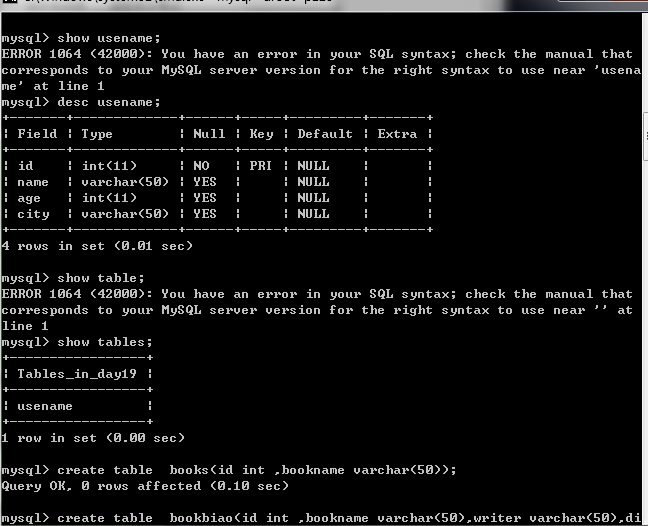 mysql> show usename;
ERROR 1064 (42000): You have an error in your SQL syntax; check the manual that
corresponds to your MySQL server version for the right syntax to use near 'usena
me' at line 1
mysql> desc usename;
+-------+-------------+------+-----+---------+-------+
| Field | Type        | Null | Key | Default | Extra |
+-------+-------------+------+-----+---------+-------+
| id    | int(11)     | NO   | PRI | NULL    |       |
| name  | varchar(50) | YES  |     | NULL    |       |
| age   | int(11)     | YES  |     | NULL    |       |
| city  | varchar(50) | YES  |     | NULL    |       |
+-------+-------------+------+-----+---------+-------+
4 rows in set (0.01 sec)
mysql> show table;
ERROR 1064 (42000): You have an error in your SQL syntax; check the manual that
corresponds to your MySQL server version for the right syntax to use near '' at
line 1
mysql> show tables;
+-----------------+
| Tables_in_day19 |
+-----------------+
| usename         |
+-----------------+
1 row in set (0.00 sec)
mysql> create table  books(id int ,bookname varchar(50));
Query OK, 0 rows affected (0.10 sec)
mysql> create table  bookbiao(id int ,bookname varchar(50),writer varchar(50),di